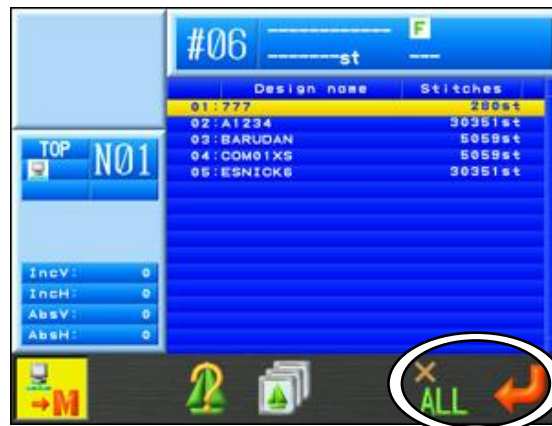 #06 ------------ F
-------st ---
Design name Stitches
01:777 280st
02:A1234 30351st
03:BARUDAN 5059st
04:COM01XS 5059st
05:ESNICK6 30351st
TOP N01
IncV: 0
IncH: 0
AbsV: 0
AbsH: 0
→M
?
×
ALL